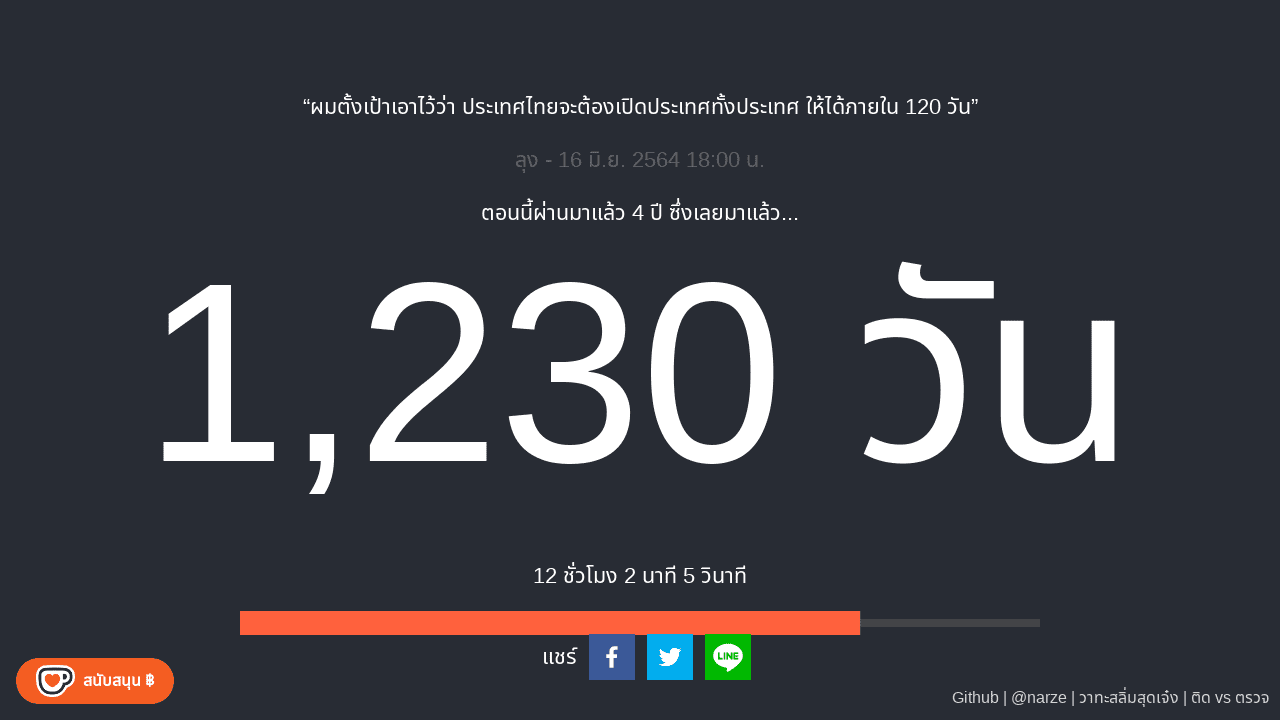 “ผมตั้งเป้าเอาไว้ว่า ประเทศไทยจะต้องเปิดประเทศทั้งประเทศ ให้ได้ภายใน 120 วัน”
ลุง - 16 มิ.ย. 2564 18:00 น.
ตอนนี้ผ่านมาแล้ว 4 ปี ซึ่งเลยมาแล้ว...
1,230 วัน
12 ชั่วโมง 2 นาที 5 วินาที
แชร์
LINE
สนับสนุน ฿
Github | @narze | วาทะสลิ่มสุดเจ๋ง | ติด vs ตรวจ